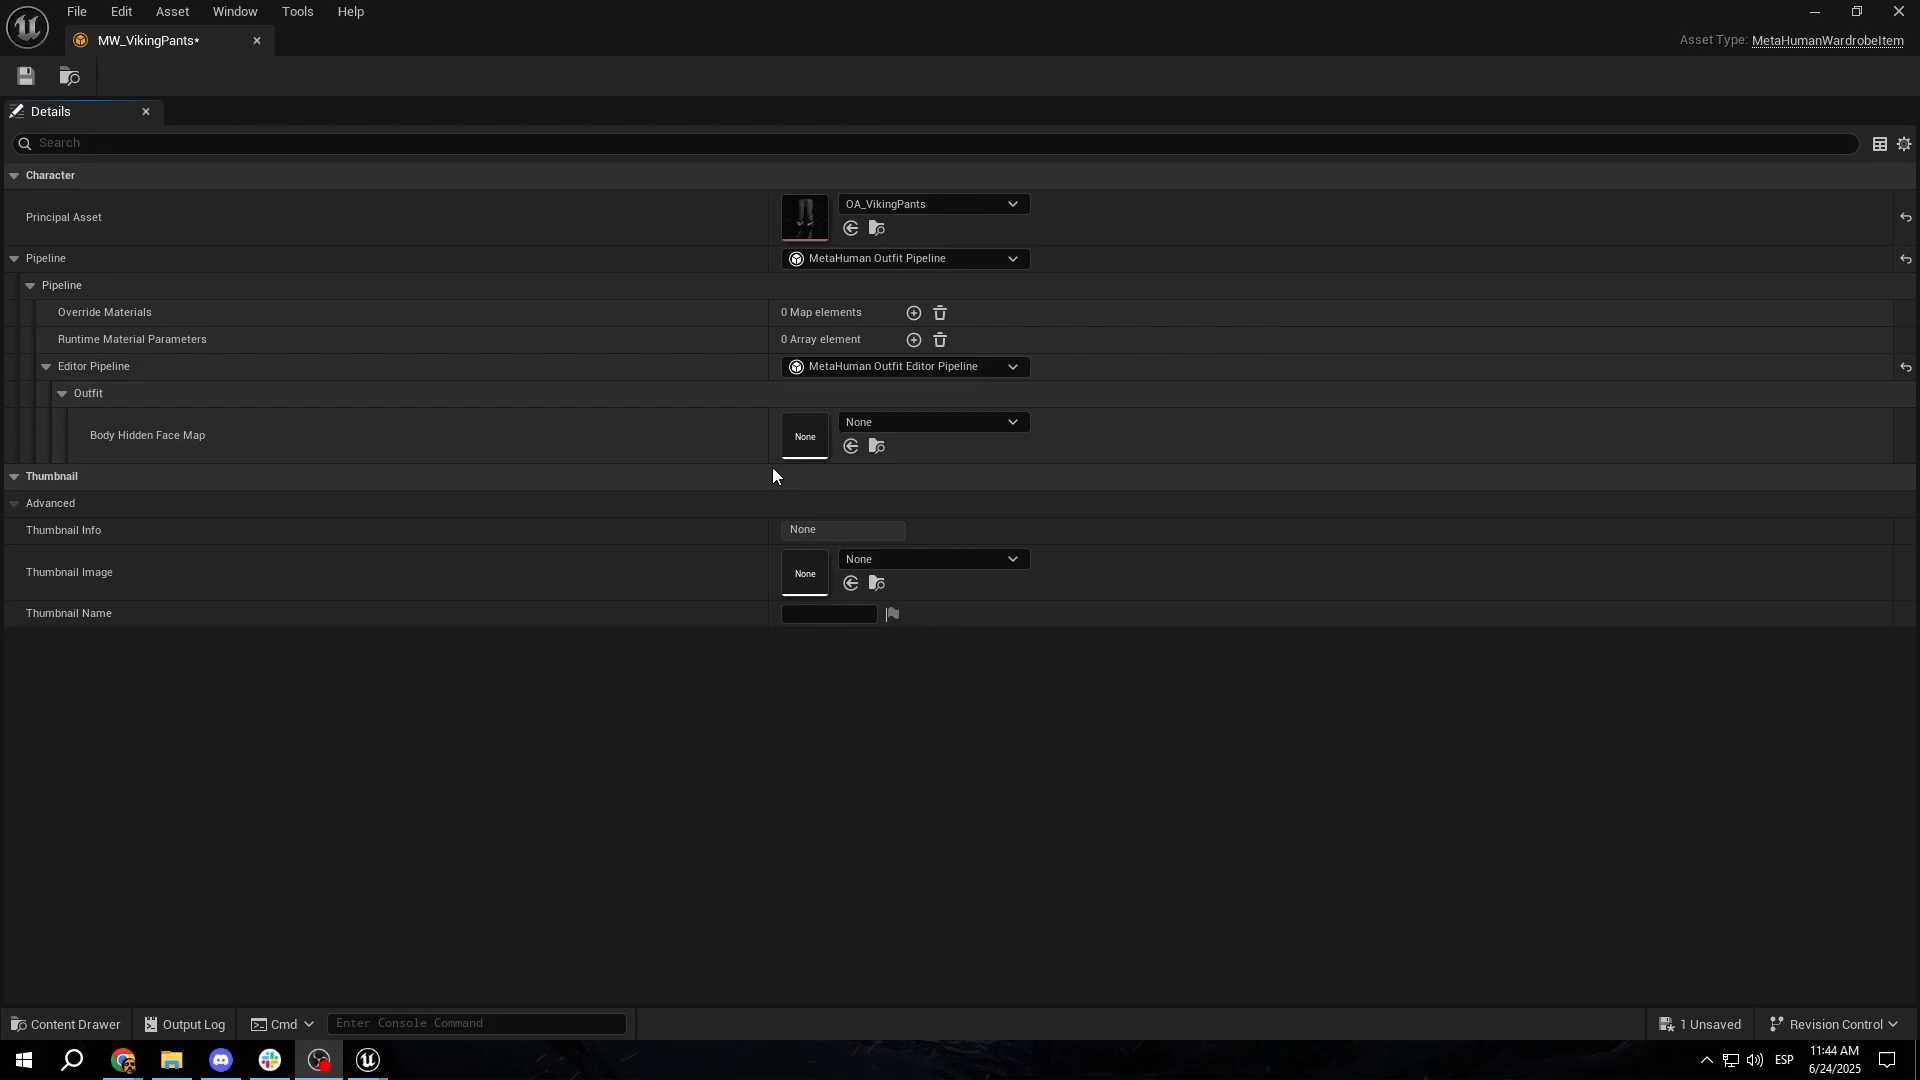 File Edit Asset Window Tools Help
MW_VikingPants*
Asset Type: MetaHumanWardrobeItem
Details
Search
Character
Principal Asset
OA_VikingPants
Pipeline
MetaHuman Outfit Pipeline
Pipeline
Override Materials
0 Map elements
Runtime Material Parameters
0 Array element
Editor Pipeline
MetaHuman Outfit Editor Pipeline
Outfit
Body Hidden Face Map
None
None
Thumbnail
Advanced
Thumbnail Info
None
Thumbnail Image
None
None
Thumbnail Name
Content Drawer
Output Log
Cmd
Enter Console Command
1 Unsaved
Revision Control
ESP
11:44 AM
6/24/2025